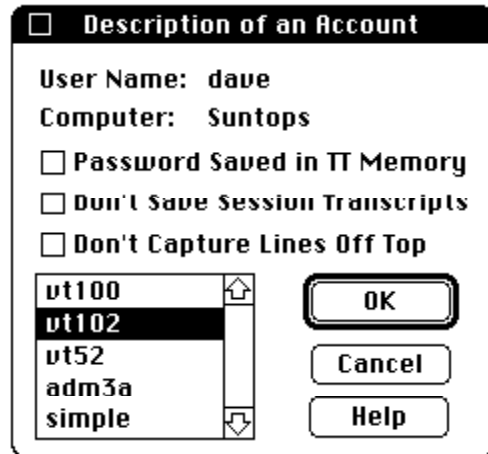 Description of an Account
User Name: dave
Computer: Suntops
Password Saved in TT Memory
Don't Save Session Transcripts
Don't Capture Lines Off Top
vt100
vt102
vt52
adm3a
simple
OK
Cancel
Help